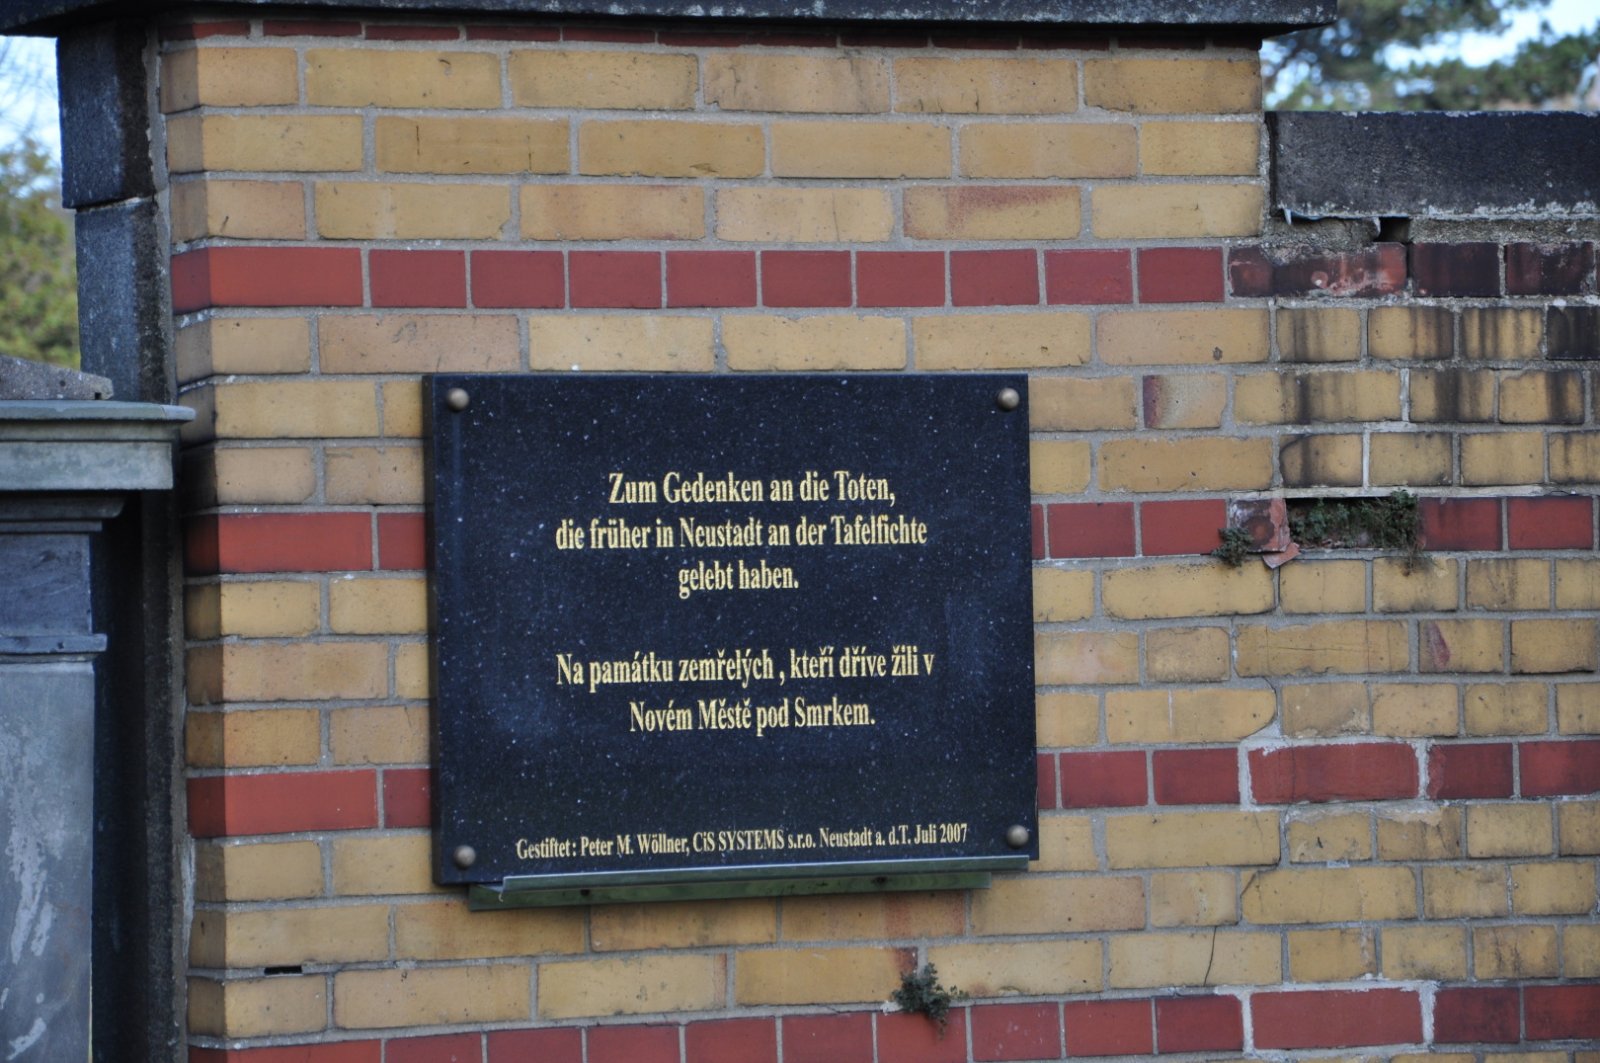 Zum Gedenken an die Toten,
die früher in Neustadt an der Tafelfichte
gelebt haben.
Na památku zemřelých , kteří dříve žili v
Novém Městě pod Smrkem.
Gestiftet: Peter M. Wöllner, CiS SYSTEMS s.r.o. Neustadt a. d.T. Juli 2007